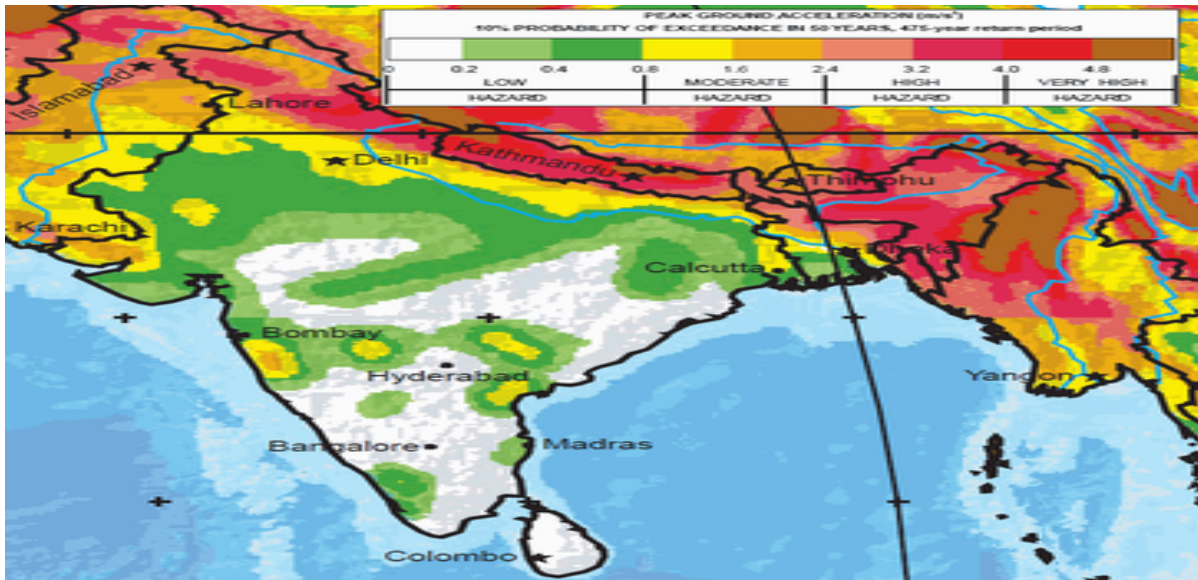 PEAK GROUND ACCELERATION (m/s²)
10% PROBABILITY OF EXCEEDANCE IN 50 YEARS, 475-year return period
0 0.2 0.4 0.8 1.6 2.4 3.2 4.0 4.8
LOW MODERATE HIGH VERY HIGH
HAZARD HAZARD HAZARD HAZARD
Islamabad
Lahore
Delhi
Kathmandu
Thimphu
Karachi
Dhaka
Calcutta
Bombay
Hyderabad
Yangon
Bangalore
Madras
Colombo